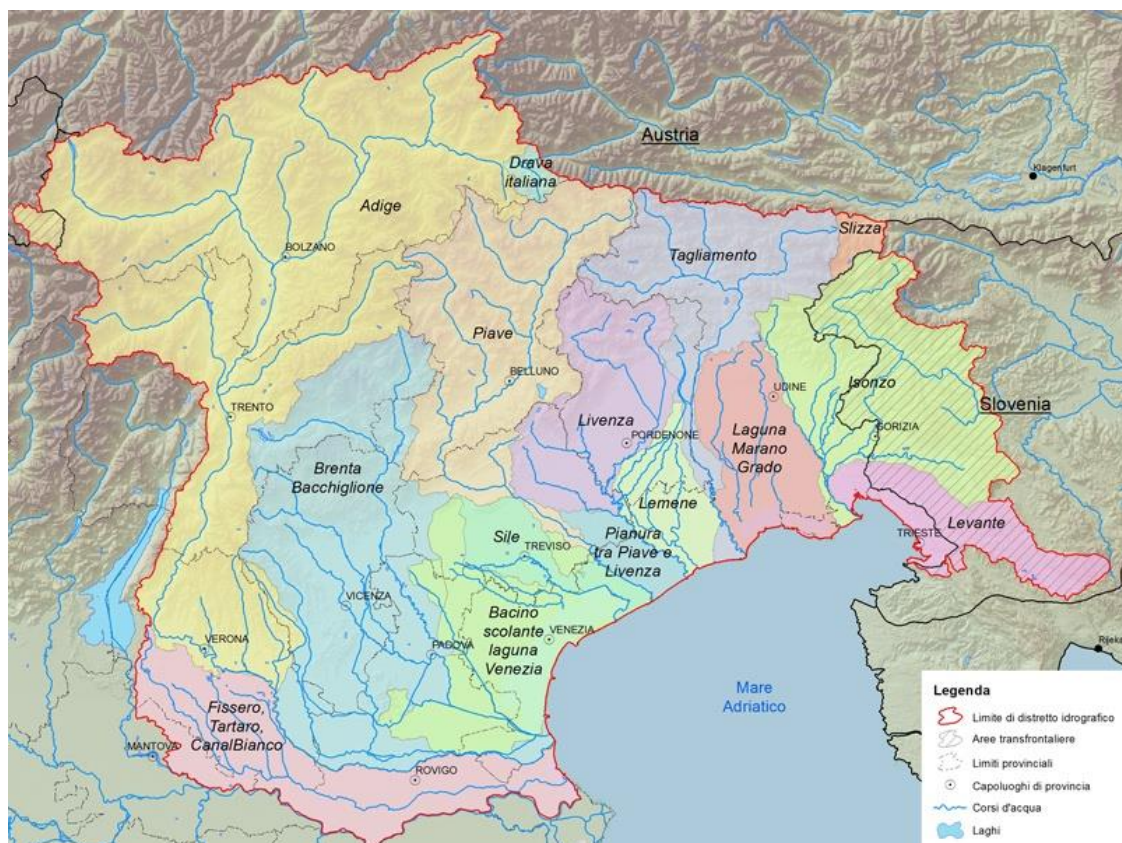 Austria
Klagenfurt
Drava
italiana
Adige
Slizza
BOLZANO
Tagliamento
Piave
BELLUNO
UDINE
Isonzo
Slovenia
TRENTO
Livenza
PORDENONE
Laguna
Marano
Grado
GORIZIA
Brenta
Bacchiglione
Lemene
Levante
TRIESTE
Sile
TREVISO
Pianura
tra Piave e
Livenza
VICENZA
Bacino
scolante
laguna
Venezia
VENEZIA
VERONA
PADOVA
Rijeka
Fissero,
Tartaro,
CanalBianco
Mare
Adriatico
MANTOVA
ROVIGO
Legenda
Limite di distretto idrografico
Aree transfrontaliere
Limiti provinciali
Capoluoghi di provincia
Corsi d'acqua
Laghi